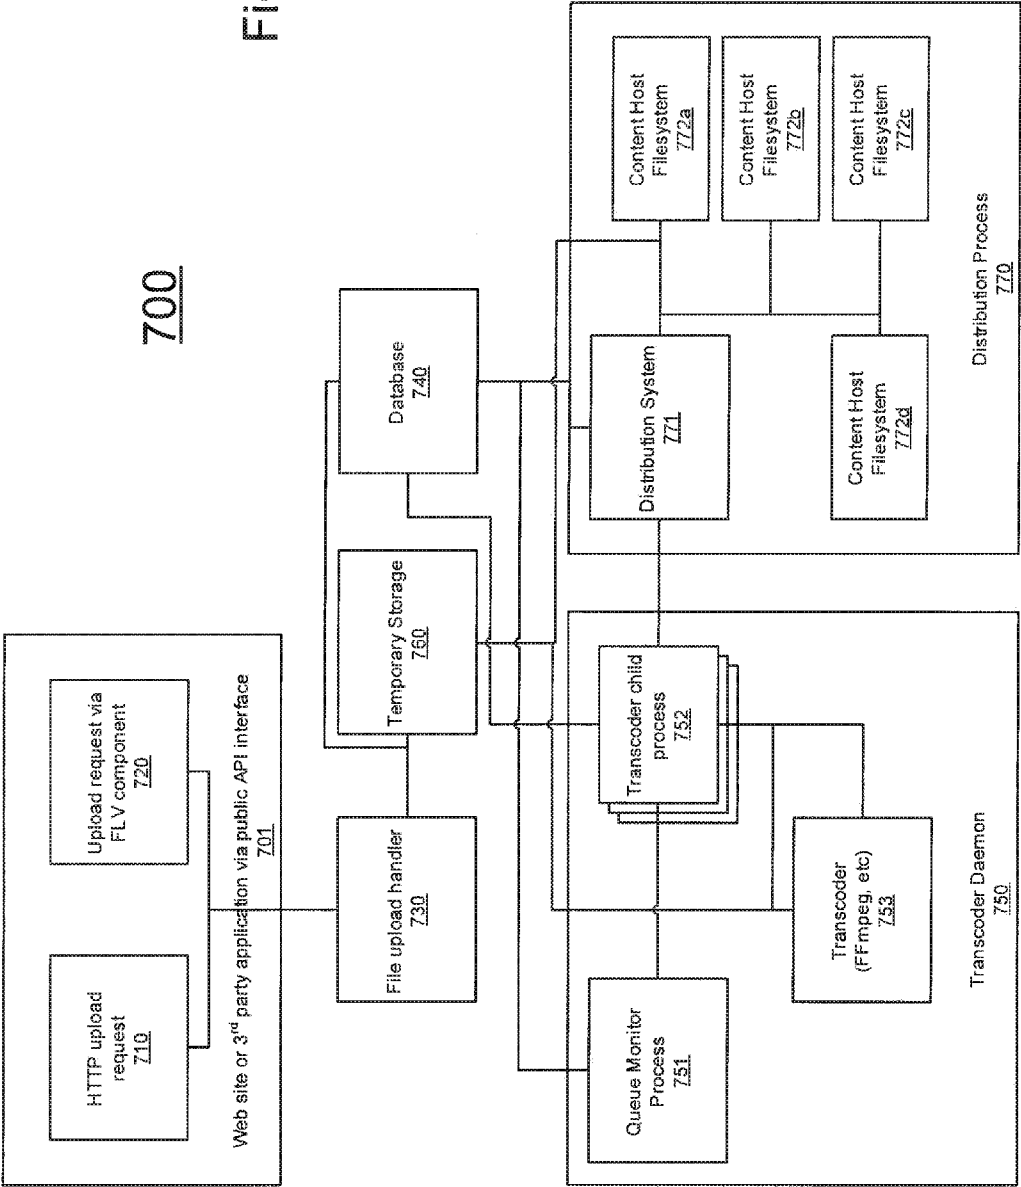 Fi
700
HTTP upload
request
710
Upload request via
FLV component
720
Web site or 3rd party application via public API interface
701
File upload handler
730
Temporary Storage
760
Database
740
Queue Monitor
Process
751
Transcoder child
process
752
Transcoder
(FFmpeg, etc)
753
Transcoder Daemon
750
Distribution System
771
Content Host
Filesystem
772a
Content Host
Filesystem
772b
Content Host
Filesystem
772c
Content Host
Filesystem
772d
Distribution Process
770